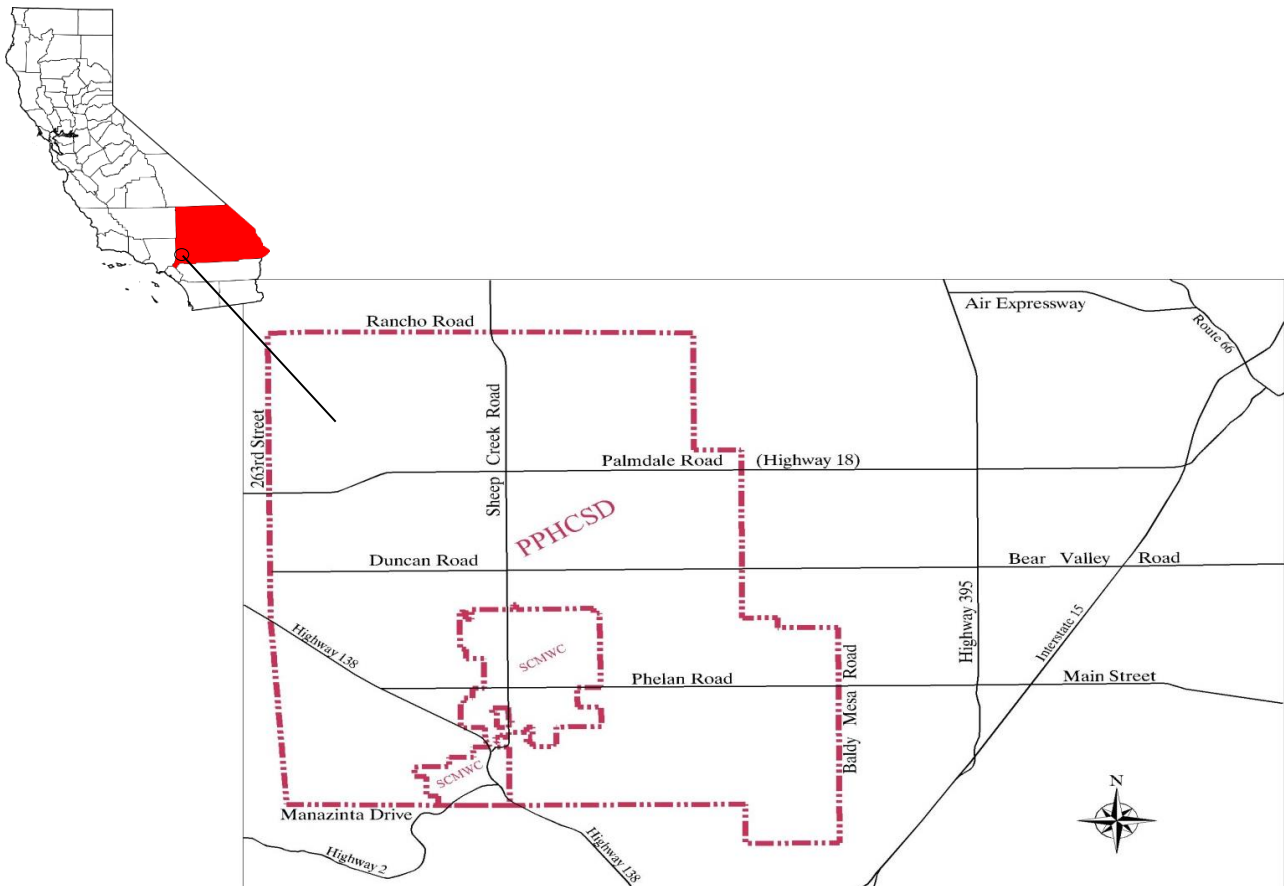 Air Expressway
Route 66
Rancho Road
263rd Street
Sheep Creek Road
Palmdale Road (Highway 18)
PPHCSD
Duncan Road
Bear Valley Road
Highway 138
Highway 395
Interstate 15
SCMWC
Phelan Road
Main Street
Baldy Mesa Road
SCMWC
Manazinta Drive
N
Highway 2
Highway 138